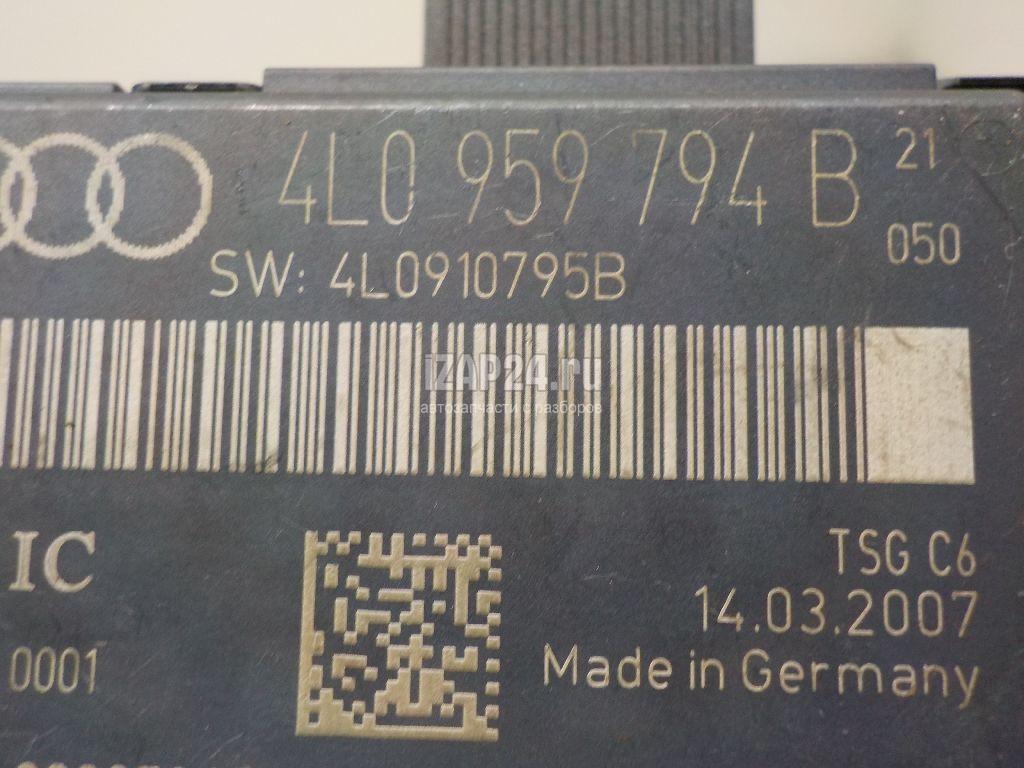 4L0 959 794 B 21
050
SW: 4L0910795B
iZAP24.ru
автозапчасти с разборов
IC
TSG C6
14.03.2007
0001
Made in Germany